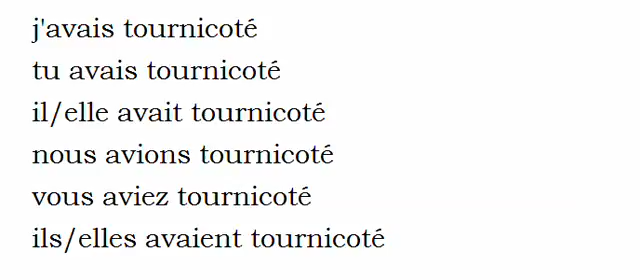 j'avais tournicoté
tu avais tournicoté
il/elle avait tournicoté
nous avions tournicoté
vous aviez tournicoté
ils/elles avaient tournicoté